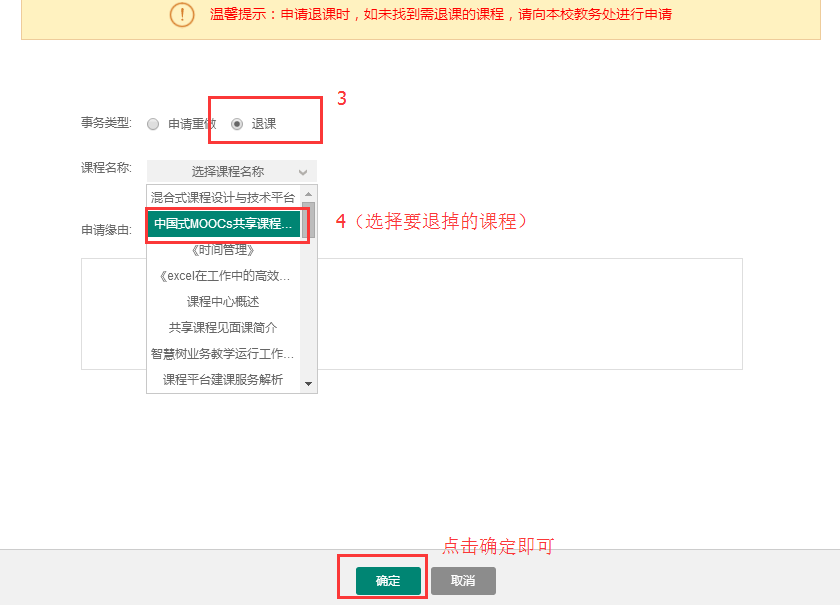 温馨提示：申请退课时，如未找到需退课的课程，请向本校教务处进行申请
3
事务类型: 申请重做 退课
课程名称: 选择课程名称
混合式课程设计与技术平台
中国式MOOCs共享课程...
4（选择要退掉的课程）
申请缘由:
《时间管理》
《excel在工作中的高效...
课程中心概述
共享课程见面课简介
智慧树业务教学运行工作...
课程平台建课服务解析
点击确定即可
确定 取消